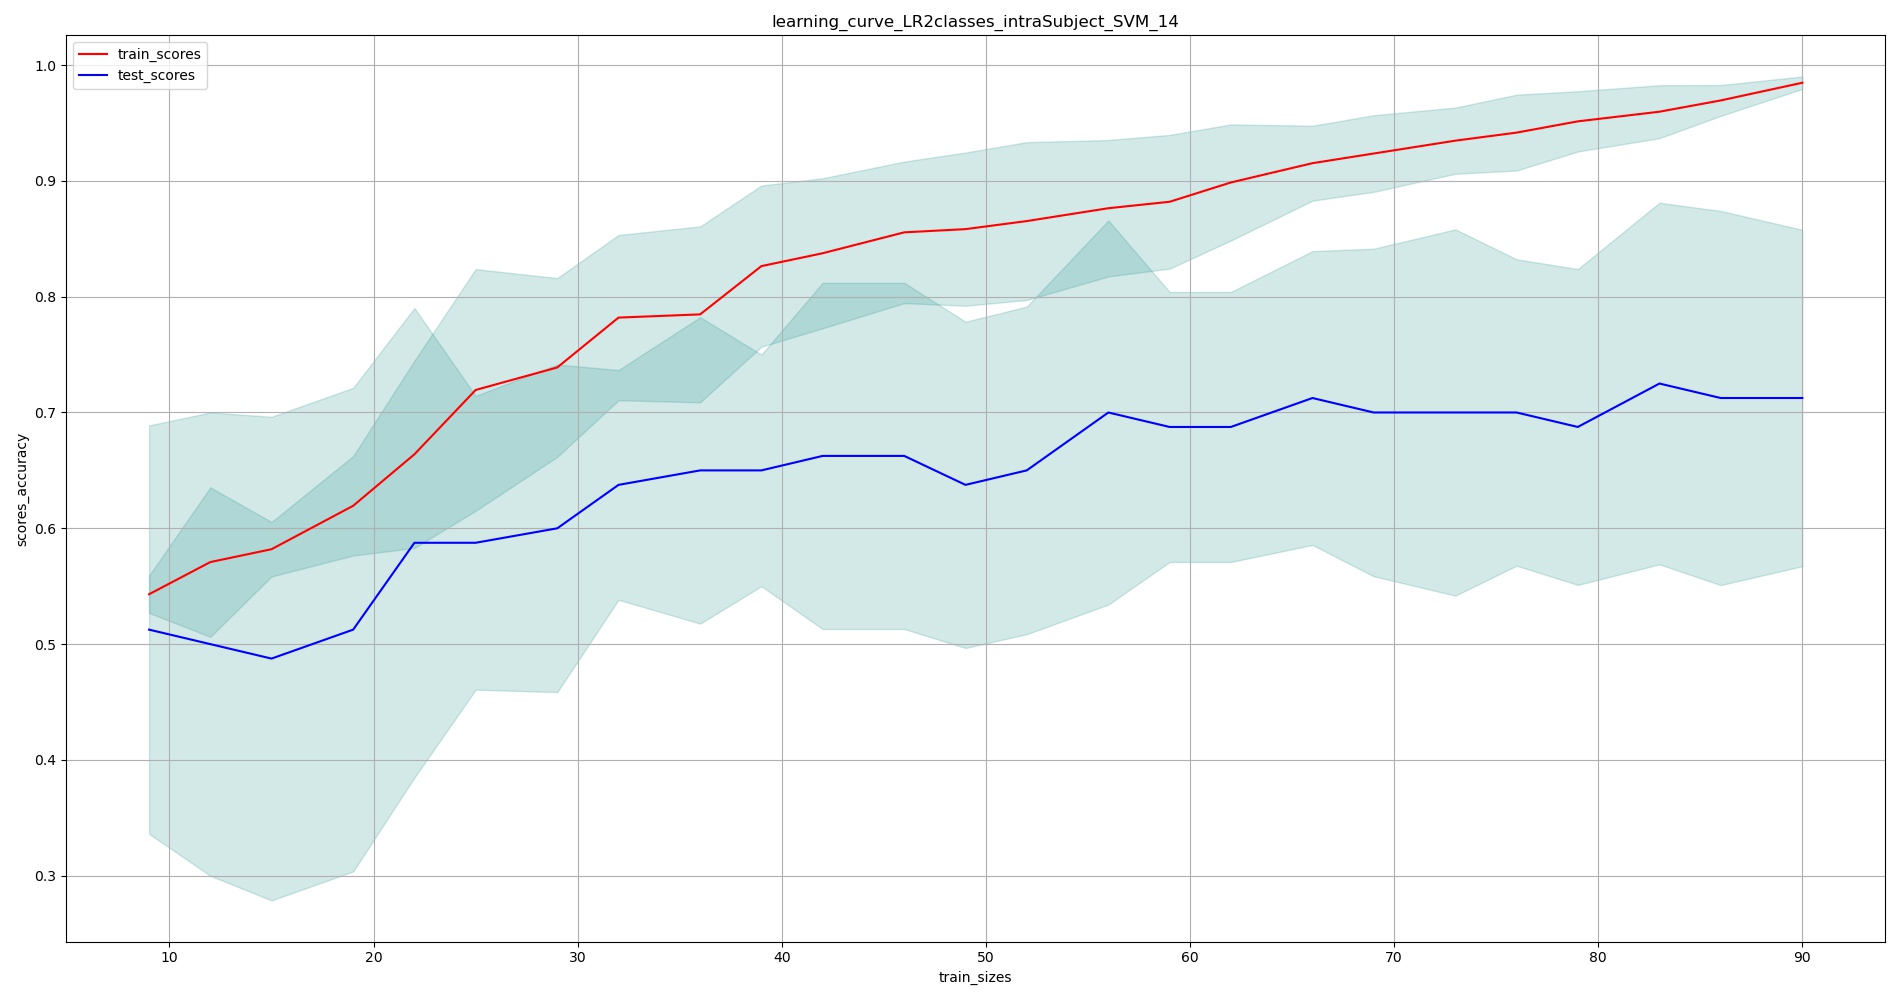 learning_curve_LR2classes_intraSubject_SVM_14
train_scores
test_scores
1.0
0.9
0.8
0.7
0.6
0.5
0.4
0.3
scores_accuracy
10 20 30 40 50 60 70 80 90
train_sizes